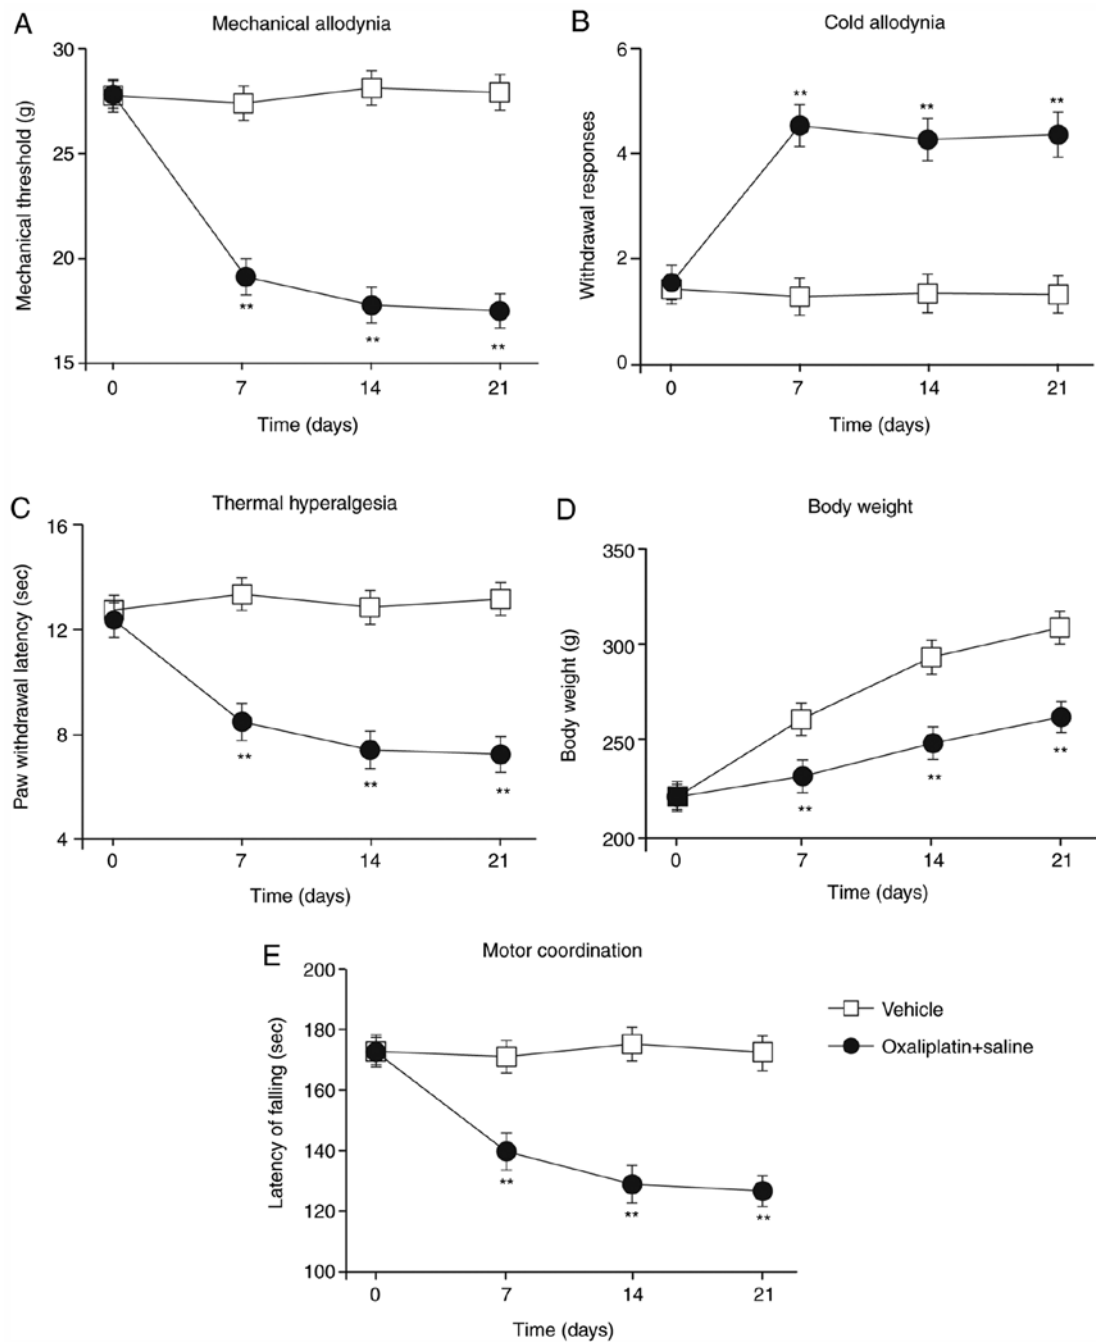 A
Mechanical allodynia
Mechanical threshold (g)
30
25
20
15
**
**
**
0 7 14 21
Time (days)
B
Cold allodynia
Withdrawal responses
6
4
2
0
**
**
**
0 7 14 21
Time (days)
C
Thermal hyperalgesia
Paw withdrawal latency (sec)
16
12
8
4
**
**
**
0 7 14 21
Time (days)
D
Body weight
Body weight (g)
350
300
250
200
**
**
**
0 7 14 21
Time (days)
E
Motor coordination
Latency of falling (sec)
200
180
160
140
120
100
**
**
**
0 7 14 21
Time (days)
Vehicle
Oxaliplatin+saline